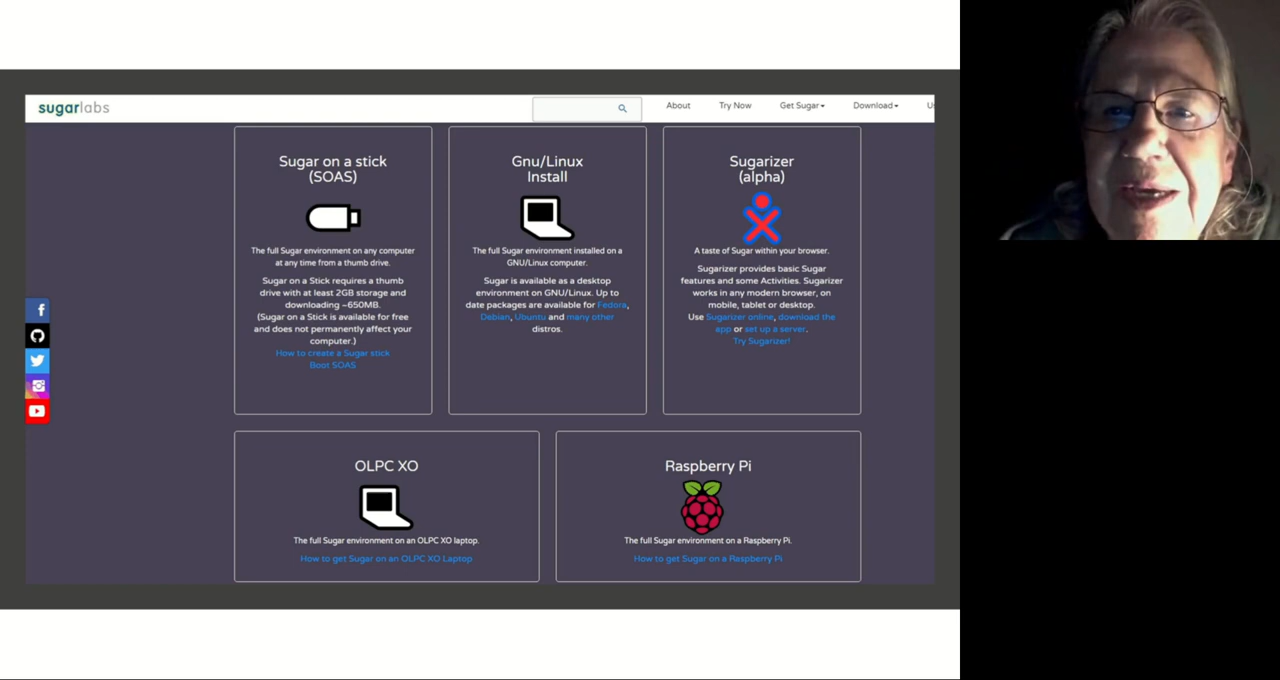 sugarlabs
About
Try Now
Get Sugar
Download
Sugar on a stick
(SOAS)
The full Sugar environment on any computer
at any time from a thumb drive.
Sugar on a Stick requires a thumb
drive with at least 2GB storage and
downloading ~650MB.
(Sugar on a Stick is available for free
and does not permanently affect your
computer.)
How to create a Sugar stick
Boot SOAS
Gnu/Linux
Install
The full Sugar environment installed on a
GNU/Linux computer.
Sugar is available as a desktop
environment on GNU/Linux. Up to
date packages are available for Fedora,
Debian, Ubuntu and many other
distros.
Sugarizer
(alpha)
A taste of Sugar within your browser.
Sugarizer provides basic Sugar
features and some Activities. Sugarizer
works in any modern browser, on
mobile, tablet or desktop.
Use Sugarizer online, download the
app or set up a server.
Try Sugarizer!
OLPC XO
The full Sugar environment on an OLPC XO laptop.
How to get Sugar on an OLPC XO Laptop
Raspberry Pi
The full Sugar environment on a Raspberry Pi.
How to get Sugar on a Raspberry Pi